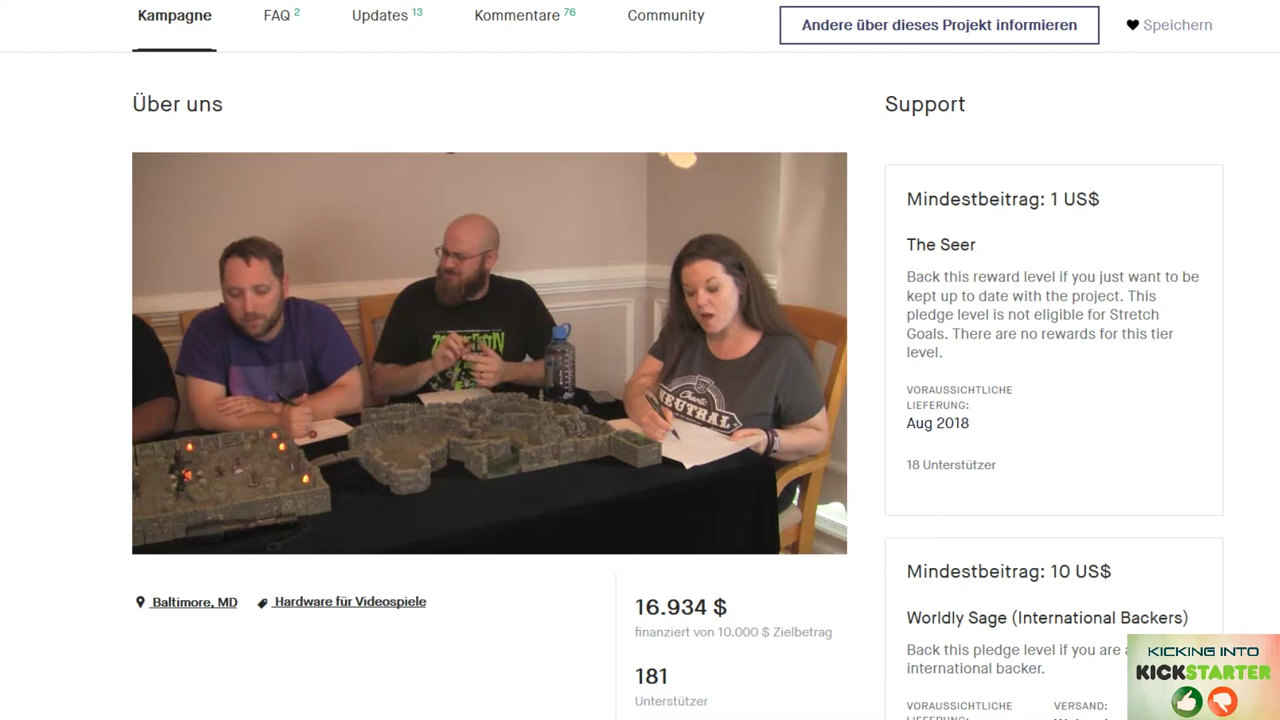 Kampagne FAQ 2 Updates 13 Kommentare 76 Community Andere über dieses Projekt informieren Speichern
Über uns
Support
Mindestbeitrag: 1 US$
The Seer
Back this reward level if you just want to be
kept up to date with the project. This
pledge level is not eligible for Stretch
Goals. There are no rewards for this tier
level.
VORAUSSICHTLICHE
LIEFERUNG:
Aug 2018
18 Unterstützer
Chaotic
NEUTRAL
Baltimore, MD Hardware für Videospiele
16.934 $
finanziert von 10.000 $ Zielbetrag
181
Unterstützer
Mindestbeitrag: 10 US$
Worldly Sage (International Backers)
Back this pledge level if you are
international backer.
VORAUSSICHTLICHE VERSAND:
KICKING INTO
KICKSTARTER